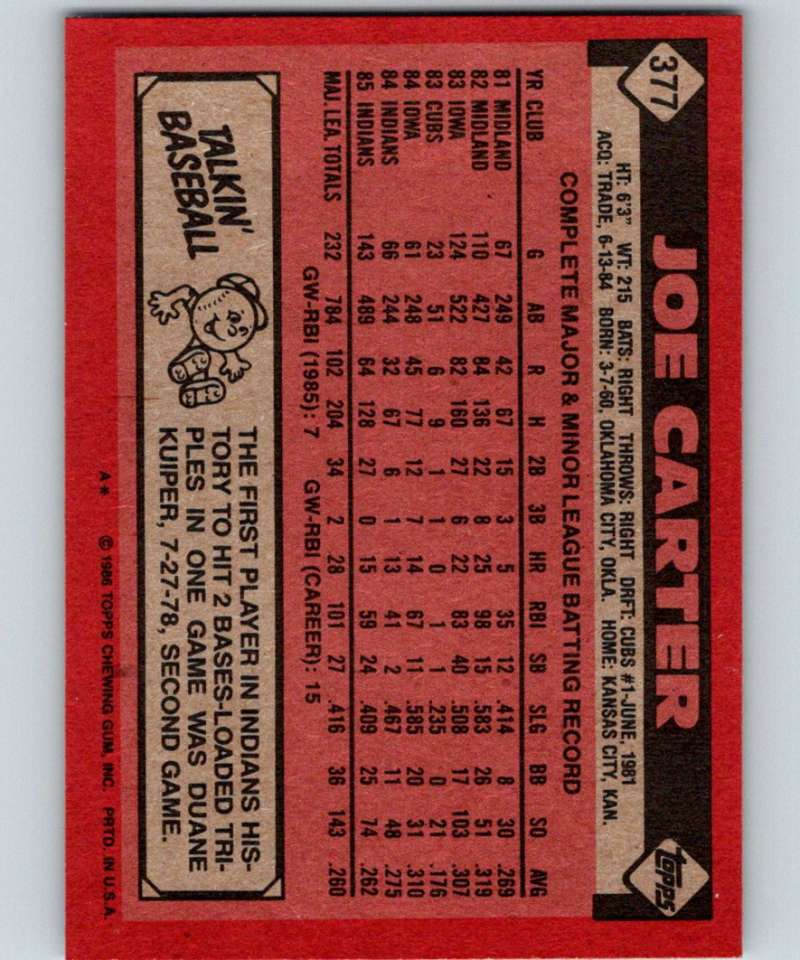 377
JOE CARTER
topps
HT: 6'3" WT: 215 BATS: RIGHT THROWS: RIGHT DRFT: CUBS #1-JUNE, 1981
ACQ: TRADE, 6-13-84 BORN: 3-7-60, OKLAHOMA CITY, OKLA. HOME: KANSAS CITY, KAN.
COMPLETE MAJOR & MINOR LEAGUE BATTING RECORD
YR CLUB G AB R H 2B 3B HR RBI SB SLG BB SO AVG
81 MIDLAND 67 249 42 67 15 3 5 35 12 .414 8 30 .269
82 MIDLAND 110 427 84 136 22 8 25 98 15 .583 26 51 .319
83 IOWA 124 522 82 160 27 6 22 83 40 .508 17 103 .307
83 CUBS 23 51 6 9 1 1 0 1 1 .235 0 21 .176
84 IOWA 61 248 45 77 12 7 14 67 11 .585 20 31 .310
84 INDIANS 66 244 32 67 6 1 13 41 2 .467 11 48 .275
85 INDIANS 143 489 64 128 27 0 15 59 24 .409 25 74 .262
MAJ. LEA. TOTALS 232 784 102 204 34 2 28 101 27 .416 36 143 .260
GW-RBI (1985): 7 GW-RBI (CAREER): 15
TALKIN'
BASEBALL
THE FIRST PLAYER IN INDIANS HIS-
TORY TO HIT 2 BASES-LOADED TRI-
PLES IN ONE GAME WAS DUANE
KUIPER, 7-27-78, SECOND GAME.
A* © 1986 TOPPS CHEWING GUM, INC. PRTD. IN U.S.A.